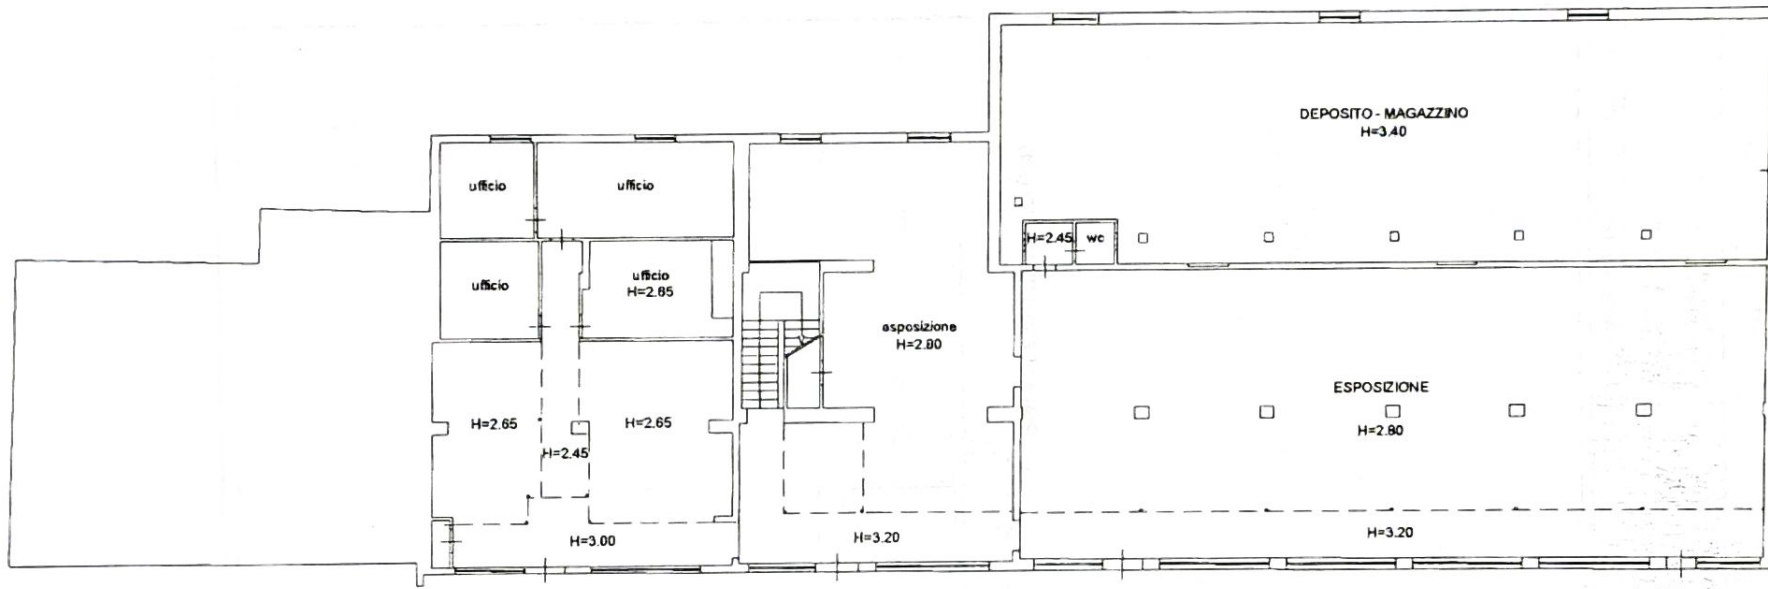 DEPOSITO - MAGAZZINO
H=3.40
ufficio
ufficio
H=2.45
wc
ufficio
ufficio
H=2.65
esposizione
H=2.80
ESPOSIZIONE
H=2.80
H=2.65
H=2.65
H=2.45
H=3.00
H=3.20
H=3.20